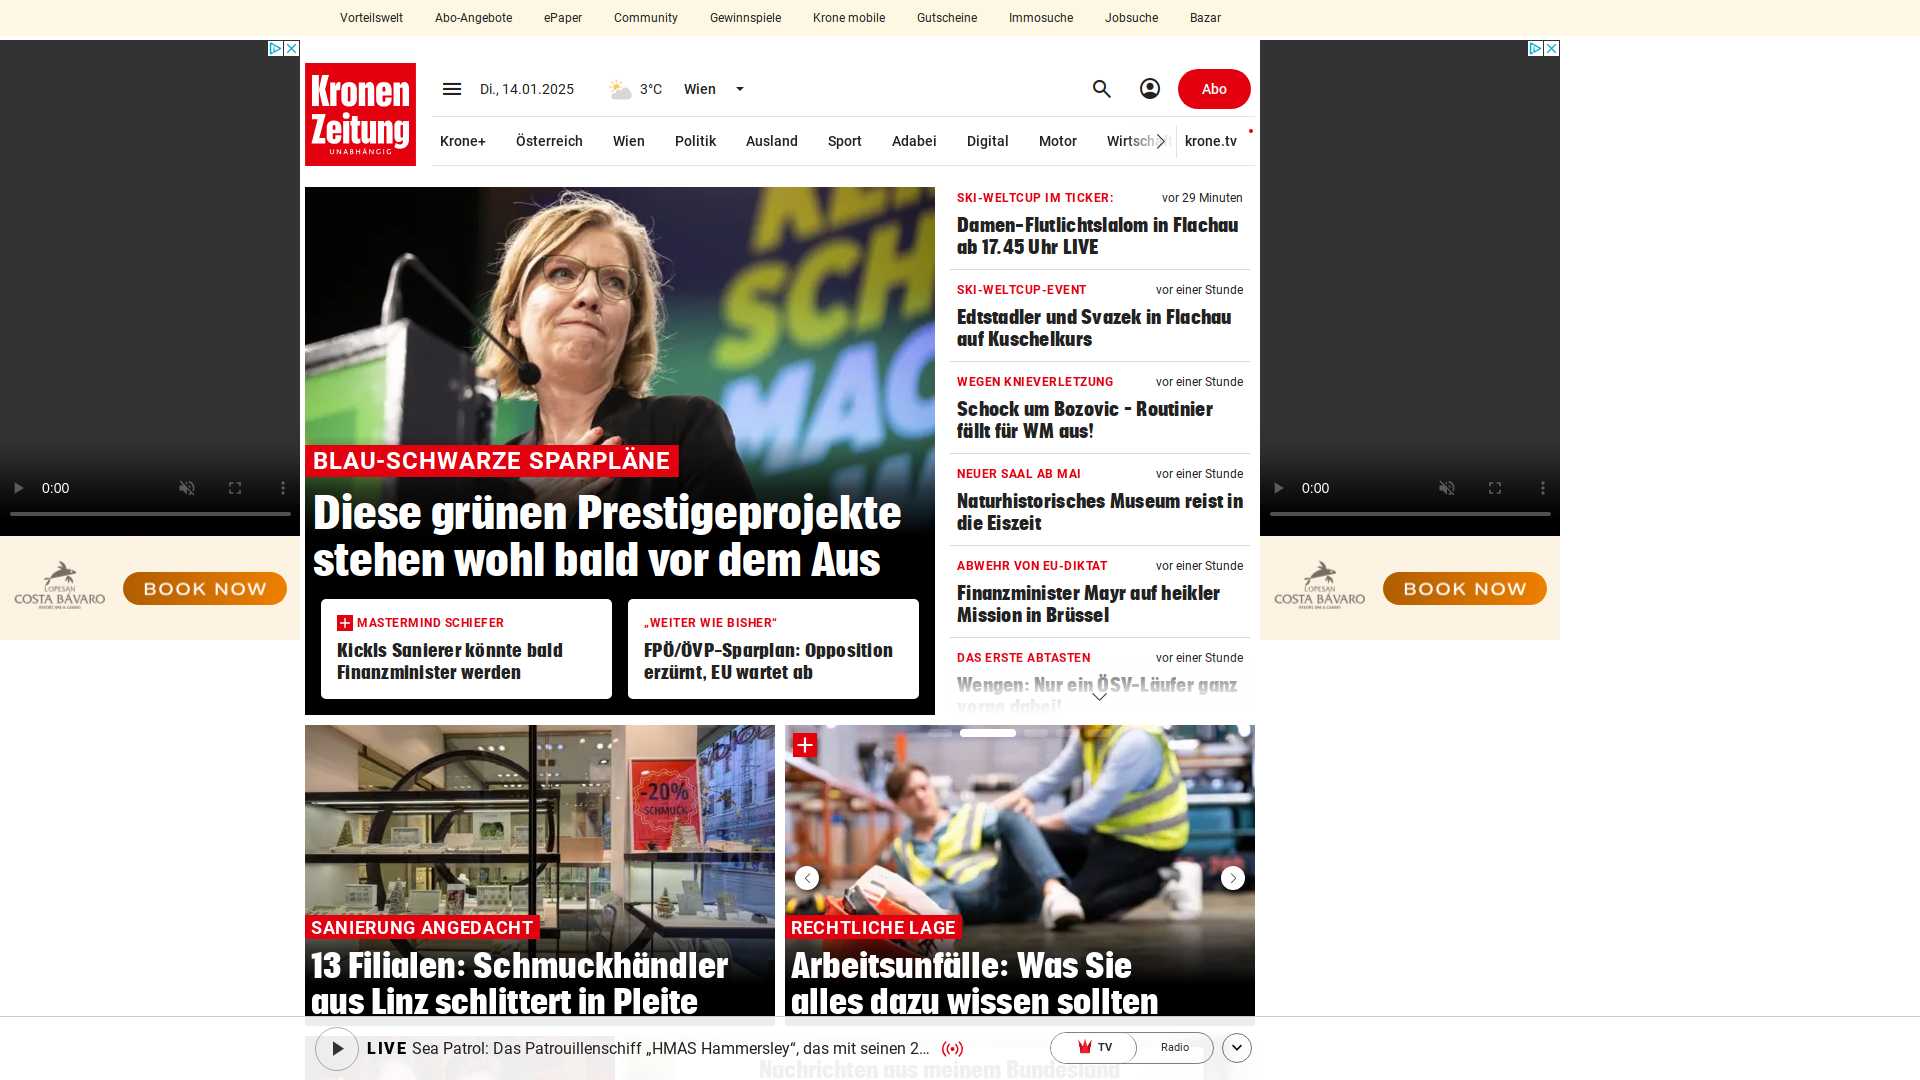 Vorteilswelt
Abo-Angebote
ePaper
Community
Gewinnspiele
Krone mobile
Gutscheine
Immosuche
Jobsuche
Bazar
Kronen
Zeitung
UNABHÄNGIG
Di., 14.01.2025
3°C
Wien
Abo
Krone+
Österreich
Wien
Politik
Ausland
Sport
Adabei
Digital
Motor
krone.tv
0:00
LOPESAN
COSTA BÁVARO
BOOK NOW
BLAU-SCHWARZE SPARPLÄNE
Diese grünen Prestigeprojekte
stehen wohl bald vor dem Aus
MASTERMIND SCHIEFER
Kickls Sanierer könnte bald
Finanzminister werden
„WEITER WIE BISHER“
FPÖ/ÖVP-Sparplan: Opposition
erzürnt, EU wartet ab
SKI-WELTCUP IM TICKER:
vor 29 Minuten
Damen-Flutlichtslalom in Flachau
ab 17.45 Uhr LIVE
SKI-WELTCUP-EVENT
vor einer Stunde
Edtstadler und Svazek in Flachau
auf Kuschelkurs
WEGEN KNIEVERLETZUNG
vor einer Stunde
Schock um Bozovic – Routinier
fällt für WM aus!
NEUER SAAL AB MAI
vor einer Stunde
Naturhistorisches Museum reist in
die Eiszeit
ABWEHR VON EU-DIKTAT
vor einer Stunde
Finanzminister Mayr auf heikler
Mission in Brüssel
DAS ERSTE ABTASTEN
vor einer Stunde
Wengen: Nur ein ÖSV-Läufer ganz
vorne dabei!
0:00
LOPESAN
COSTA BÁVARO
BOOK NOW
-20%
SCHMUCK
SANIERUNG ANGEDACHT
13 Filialen: Schmuckhändler
aus Linz schlittert in Pleite
RECHTLICHE LAGE
Arbeitsunfälle: Was Sie
alles dazu wissen sollten
LIVE Sea Patrol: Das Patrouillenschiff „HMAS Hammersley“, das mit seinen 2...
TV
Radio
Nachrichten aus meinem Bundesland